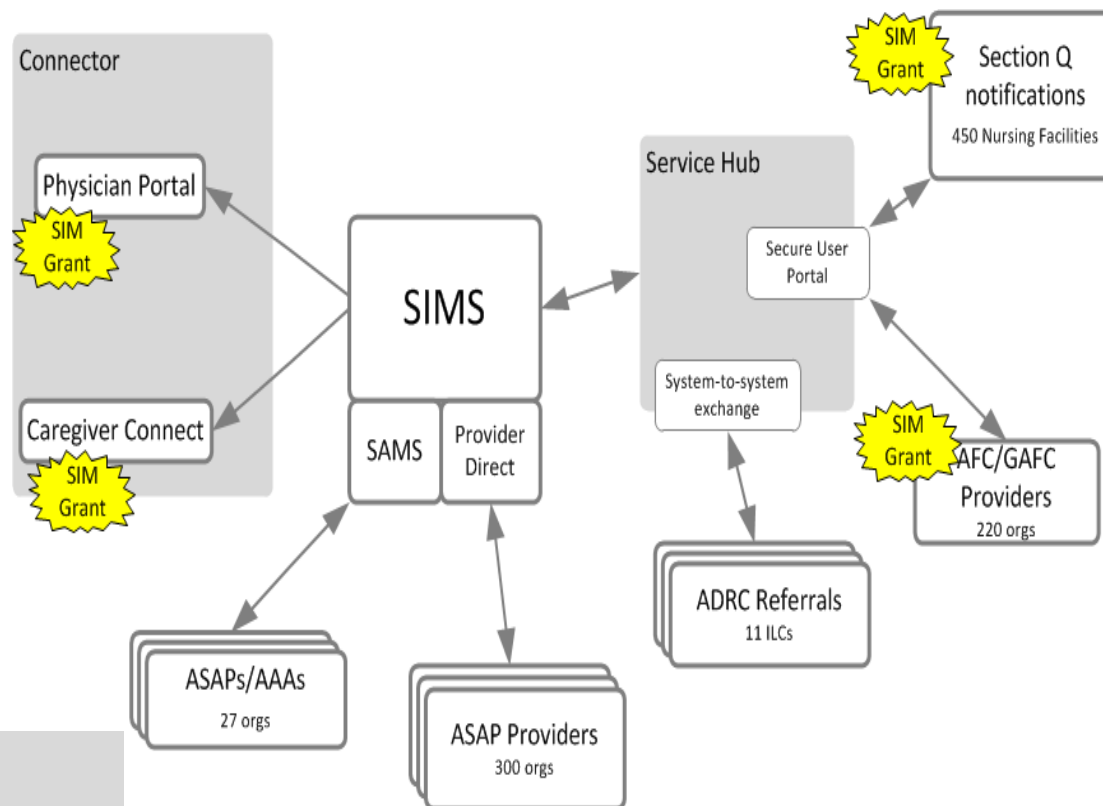 Connector
Physician Portal
SIM
Grant
Caregiver Connect
SIM
Grant
SIMS
SAMS
Provider
Direct
ASAPs/AAAs
27 orgs
ASAP Providers
300 orgs
Service Hub
Secure User
Portal
System-to-system
exchange
ADRC Referrals
11 ILCs
SIM
Grant
Section Q
notifications
450 Nursing Facilities
SIM
Grant
AFC/GAFC
Providers
220 orgs